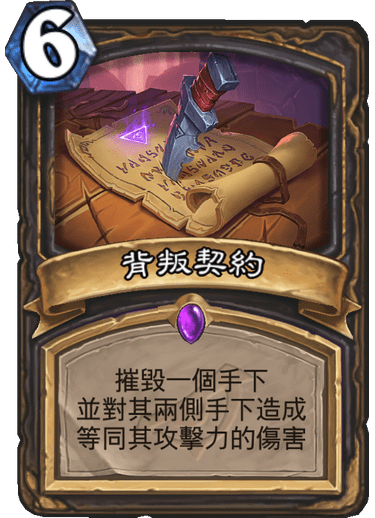 6
背叛契約
摧毀一個手下
並對其兩側手下造成
等同其攻擊力的傷害